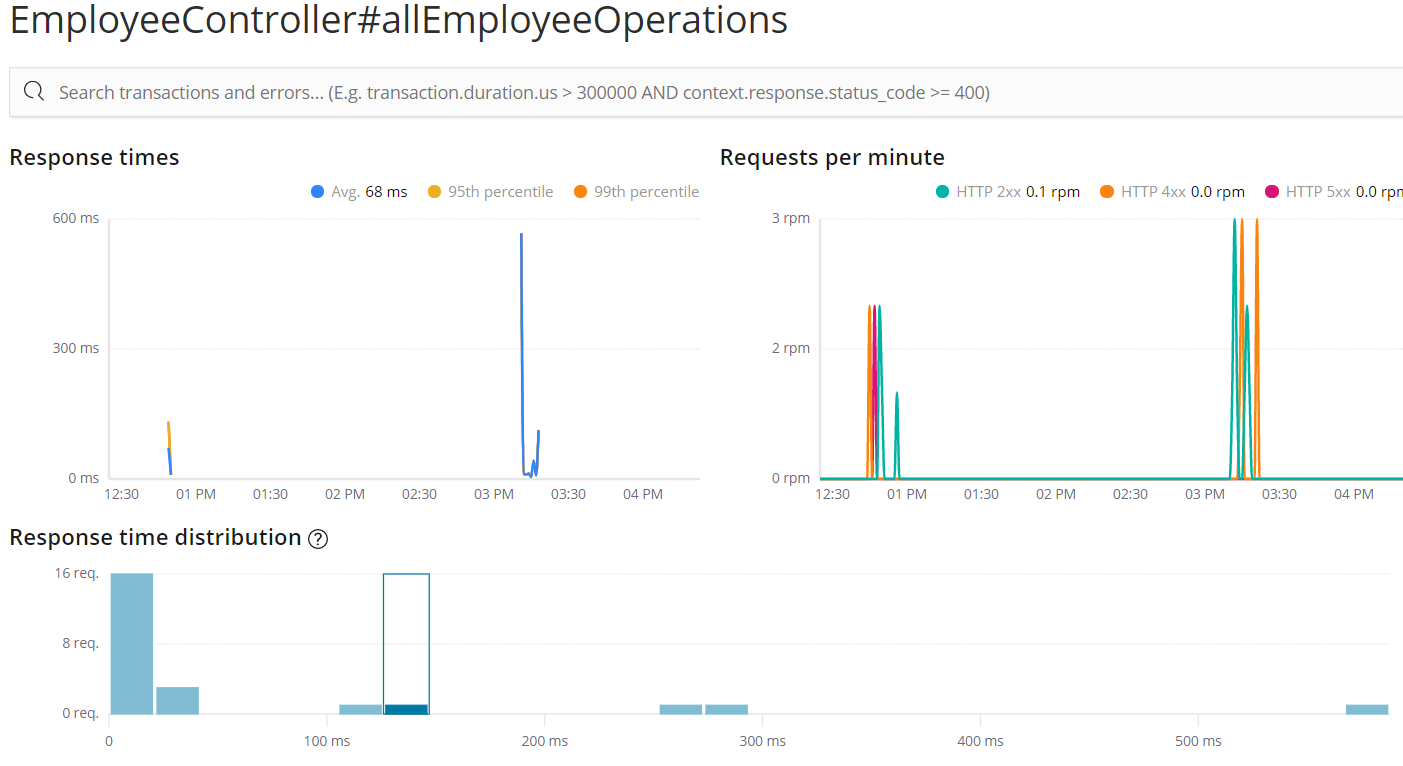 EmployeeController#allEmployeeOperations
Search transactions and errors... (E.g. transaction.duration.us > 300000 AND context.response.status_code >= 400)
Response times
Avg. 68 ms 95th percentile 99th percentile
600 ms
300 ms
0 ms
12:30 01 PM 01:30 02 PM 02:30 03 PM 03:30 04 PM
Requests per minute
HTTP 2xx 0.1 rpm HTTP 4xx 0.0 rpm HTTP 5xx 0.0 rpm
3 rpm
2 rpm
0 rpm
12:30 01 PM 01:30 02 PM 02:30 03 PM 03:30 04 PM
Response time distribution ?
16 req.
8 req.
0 req.
0 100 ms 200 ms 300 ms 400 ms 500 ms